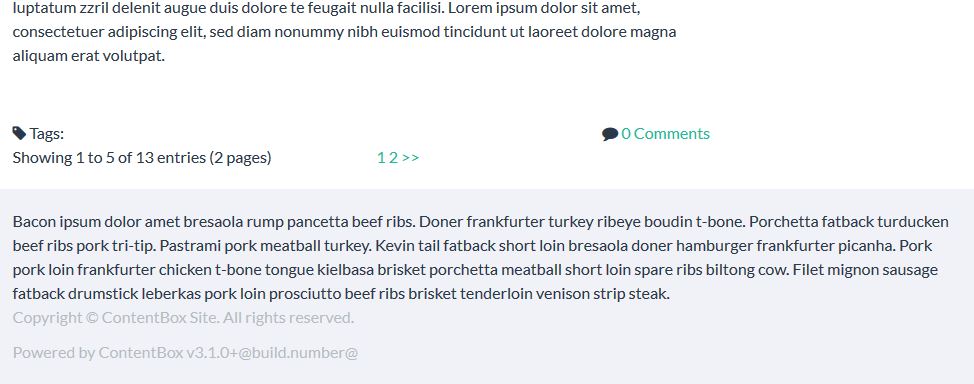 luptatum zzril delenit augue duis dolore te feugait nulla facilisi. Lorem ipsum dolor sit amet,
consectetuer adipiscing elit, sed diam nonummy nibh euismod tincidunt ut laoreet dolore magna
aliquam erat volutpat.
Tags:
0 Comments
Showing 1 to 5 of 13 entries (2 pages)
1 2 >>
Bacon ipsum dolor amet bresaola rump pancetta beef ribs. Doner frankfurter turkey ribeye boudin t-bone. Porchetta fatback turducken
beef ribs pork tri-tip. Pastrami pork meatball turkey. Kevin tail fatback short loin bresaola doner hamburger frankfurter picanha. Pork
pork loin frankfurter chicken t-bone tongue kielbasa brisket porchetta meatball short loin spare ribs biltong cow. Filet mignon sausage
fatback drumstick leberkas pork loin prosciutto beef ribs brisket tenderloin venison strip steak.
Copyright © ContentBox Site. All rights reserved.
Powered by ContentBox v3.1.0+@build.number@